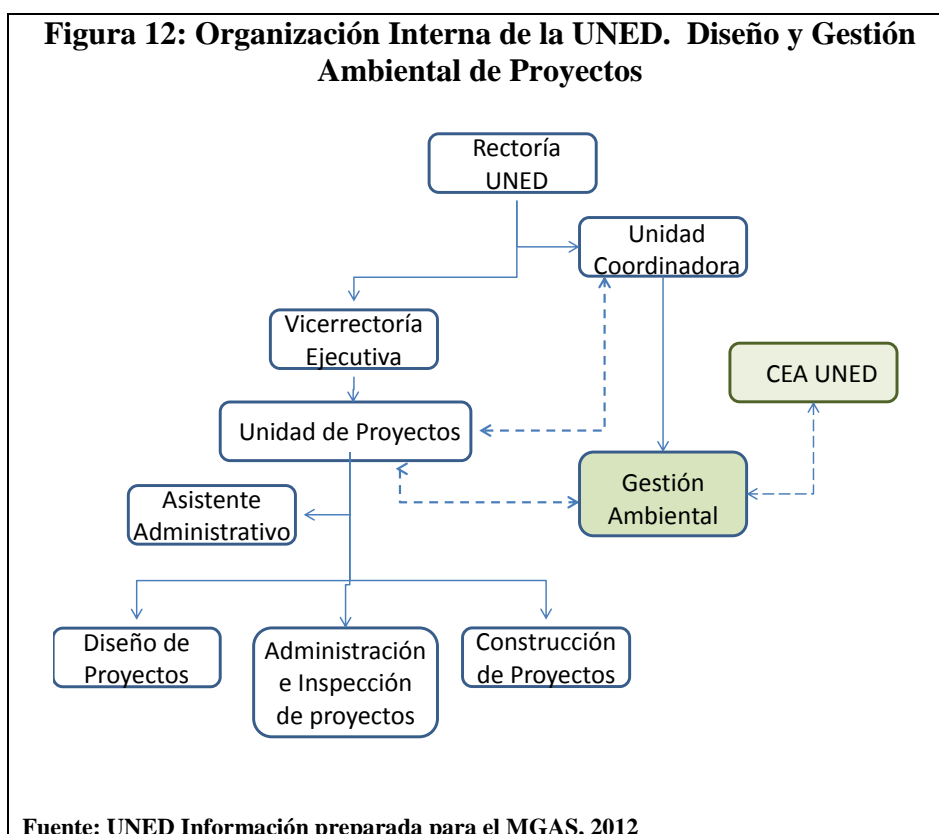 Figura 12: Organización Interna de la UNED.  Diseño y Gestión
Ambiental de Proyectos
Rectoría
UNED
Unidad
Coordinadora
Vicerrectoría
Ejecutiva
CEA UNED
Unidad de Proyectos
Gestión
Ambiental
Asistente
Administrativo
Diseño de
Proyectos
Administración
e Inspección
de proyectos
Construcción
de Proyectos
Fuente: UNED Información preparada para el MGAS, 2012